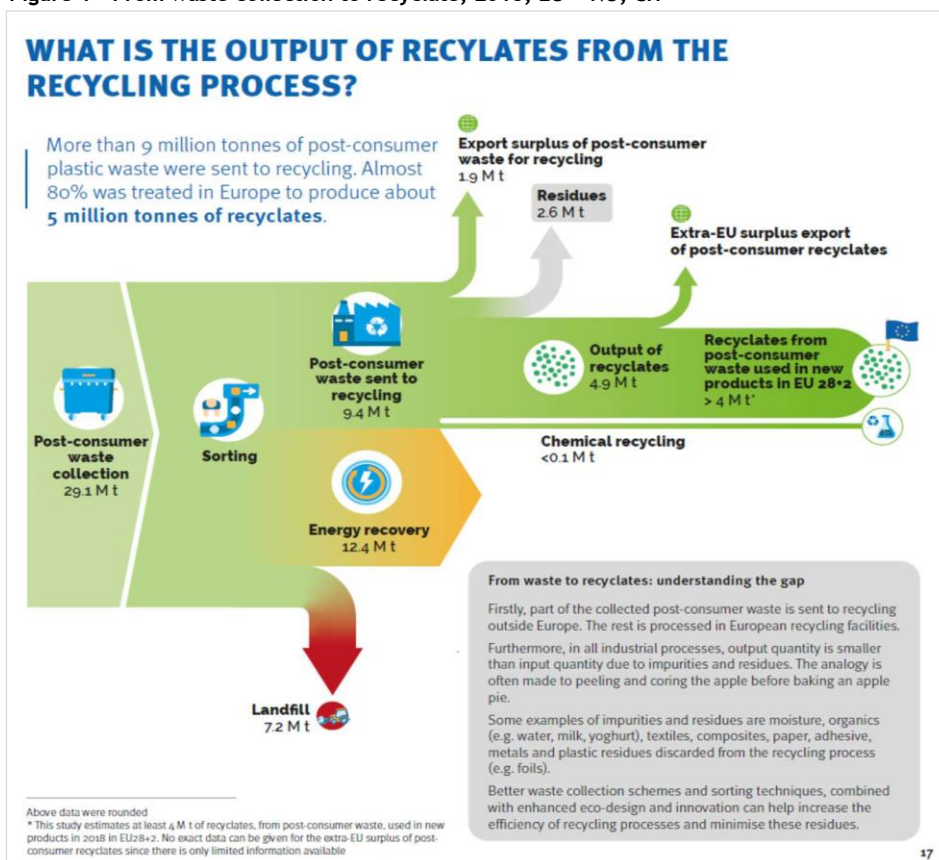 WHAT IS THE OUTPUT OF RECYLATES FROM THE
RECYCLING PROCESS?
More than 9 million tonnes of post-consumer
plastic waste were sent to recycling. Almost
80% was treated in Europe to produce about
5 million tonnes of recyclates.
Export surplus of post-consumer
waste for recycling
1.9 M t
Residues
2.6 M t
Extra-EU surplus export
of post-consumer recyclates
Post-consumer
waste
collection
29.1 M t
Sorting
Post-consumer
waste sent to
recycling
9.4 M t
Output of
recyclates
4.9 M t
Recyclates from
post-consumer
waste used in new
products in EU 28+2
> 4 M t*
Chemical recycling
<0.1 M t
Energy recovery
12.4 M t
Landfill
7.2 M t
From waste to recyclates: understanding the gap
Firstly, part of the collected post-consumer waste is sent to recycling
outside Europe. The rest is processed in European recycling facilities.
Furthermore, in all industrial processes, output quantity is smaller
than input quantity due to impurities and residues. The analogy is
often made to peeling and coring the apple before baking an apple
pie.
Some examples of impurities and residues are moisture, organics
(e.g. water, milk, yoghurt), textiles, composites, paper, adhesive,
metals and plastic residues discarded from the recycling process
(e.g. foils).
Better waste collection schemes and sorting techniques, combined
with enhanced eco-design and innovation can help increase the
efficiency of recycling processes and minimise these residues.
Above data were rounded
* This study estimates at least 4 M t of recyclates, from post-consumer waste, used in new
products in 2018 in EU28+2. No exact data can be given for the extra-EU surplus of post-
consumer recyclates since there is only limited information available
17